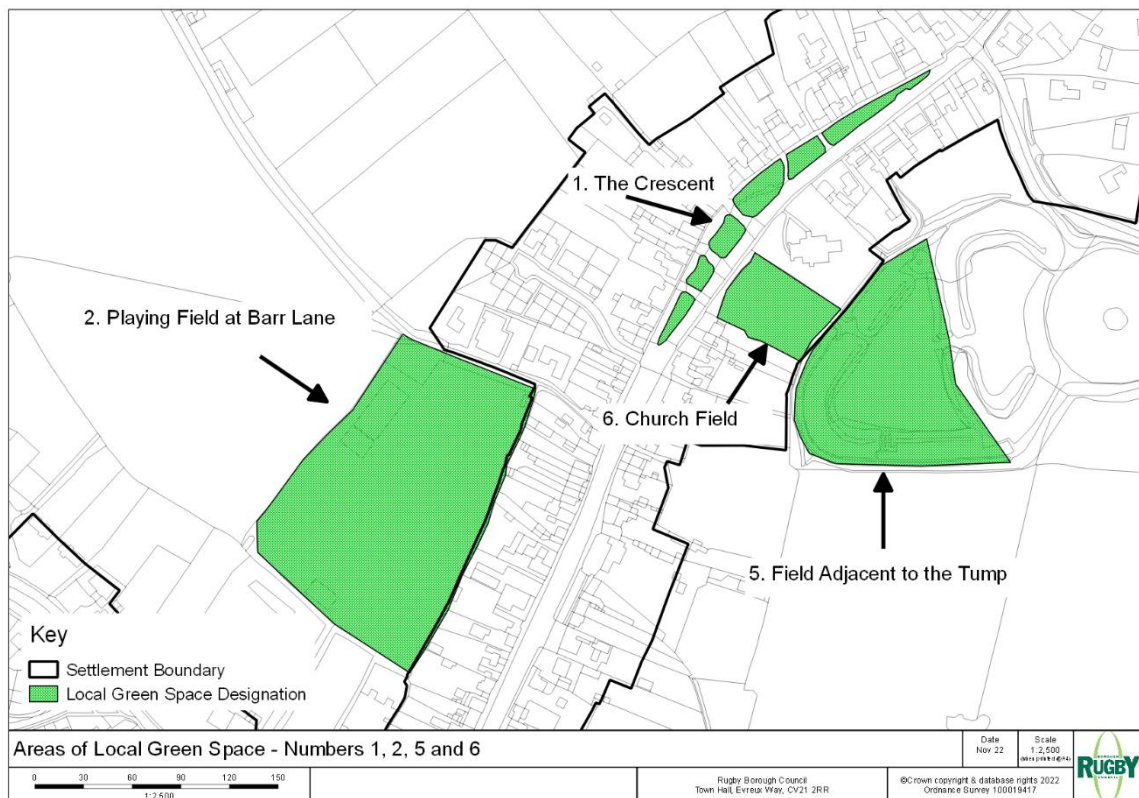 1. The Crescent
2. Playing Field at Barr Lane
6. Church Field
5. Field Adjacent to the Tump
Key
Settlement Boundary
Local Green Space Designation
Areas of Local Green Space - Numbers 1, 2, 5 and 6
Date
Nov 22
Scale
1:2,500
(when printed @A4)
0 30 60 90 120 150
1:2,500
Rugby Borough Council
Town Hall, Evreux Way, CV21 2RR
©Crown copyright & database rights 2022
Ordnance Survey 100019417
RUGBY